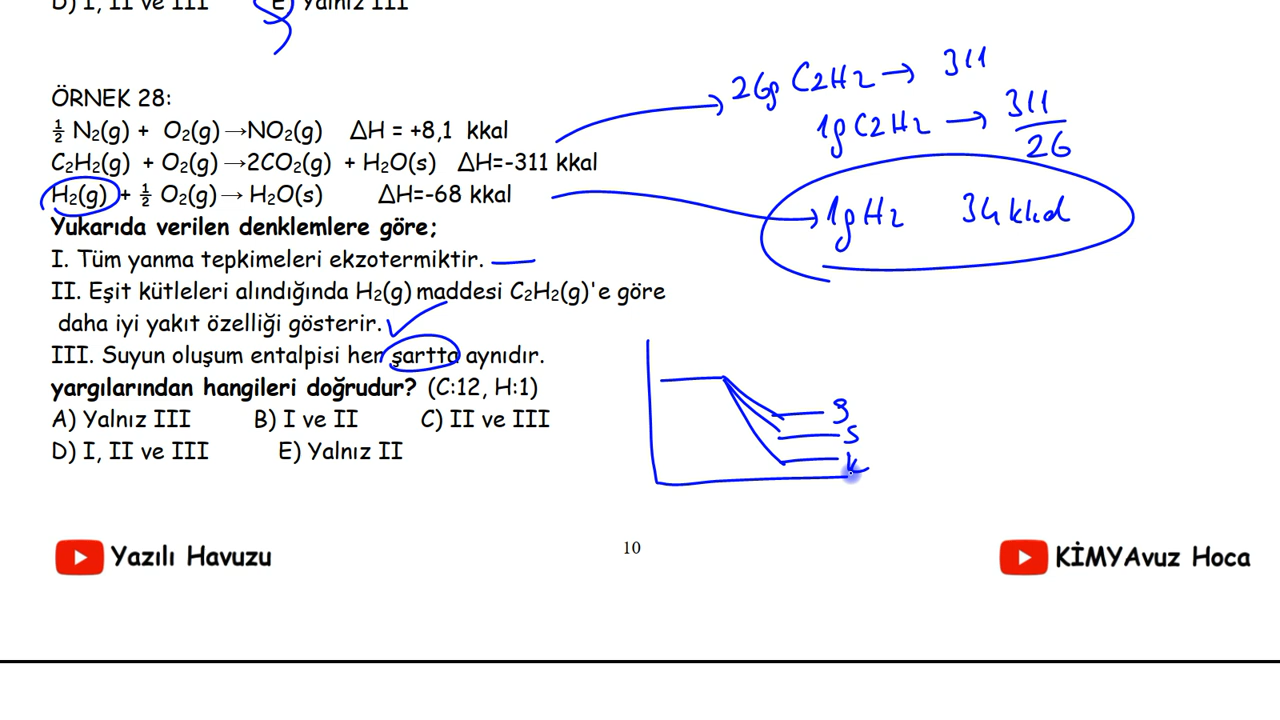 D) I, II ve III E) Yalnız III
ÖRNEK 28:
½ N₂(g) + O₂(g) →NO₂(g) ΔH = +8,1 kkal
C₂H₂(g) + O₂(g) →2CO₂(g) + H₂O(s) ΔH=-311 kkal
H₂(g) + ½ O₂(g)→ H₂O(s) ΔH=-68 kkal
Yukarıda verilen denklemlere göre;
I. Tüm yanma tepkimeleri ekzotermiktir.
II. Eşit kütleleri alındığında H₂(g) maddesi C₂H₂(g)'e göre
daha iyi yakıt özelliği gösterir.
III. Suyun oluşum entalpisi her şartta aynıdır.
yargılarından hangileri doğrudur? (C:12, H:1)
A) Yalnız III B) I ve II C) II ve III
D) I, II ve III E) Yalnız II
26g C2H2 → 311
1g C2H2 → 311
26
1g H2 34 kkal
g
s
k
Yazılı Havuzu
10
KİMYAvuz Hoca